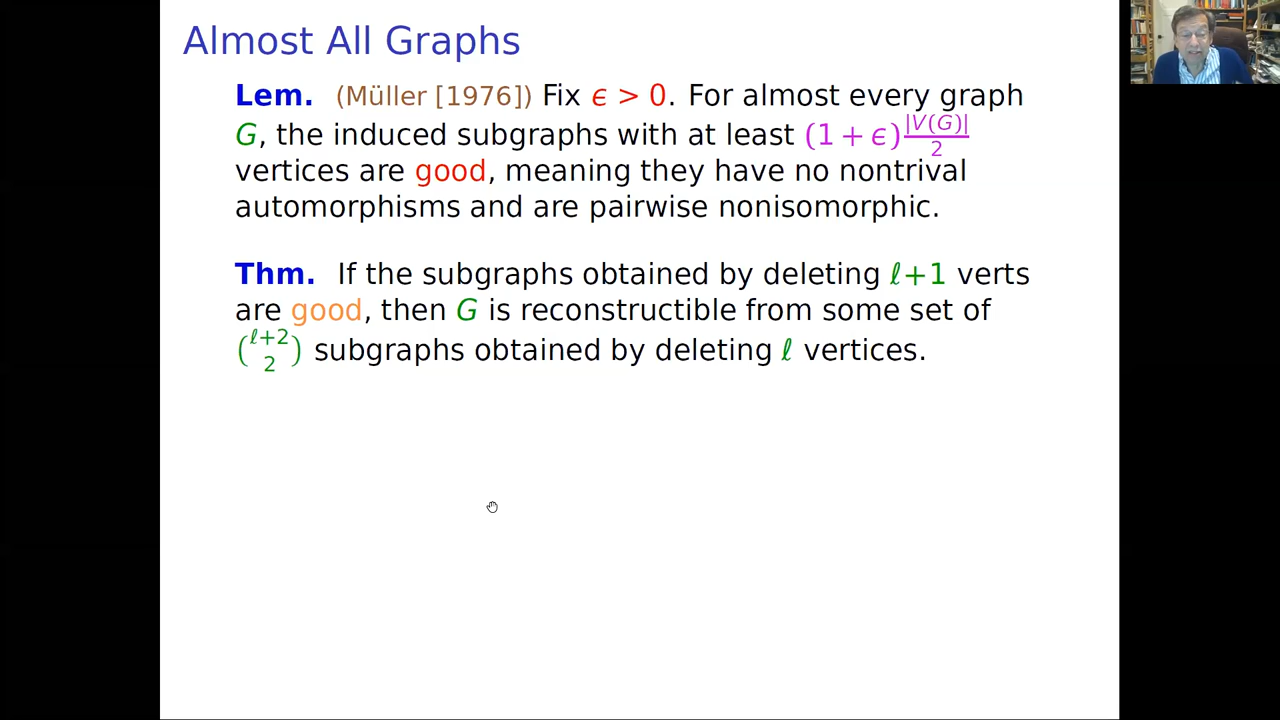 Almost All Graphs
Lem. (Müller [1976]) Fix ϵ > 0. For almost every graph
G, the induced subgraphs with at least (1 + ϵ)|V(G)|/2
vertices are good, meaning they have no nontrival
automorphisms and are pairwise nonisomorphic.
Thm. If the subgraphs obtained by deleting ℓ+1 verts
are good, then G is reconstructible from some set of
(ℓ+2 2) subgraphs obtained by deleting ℓ vertices.